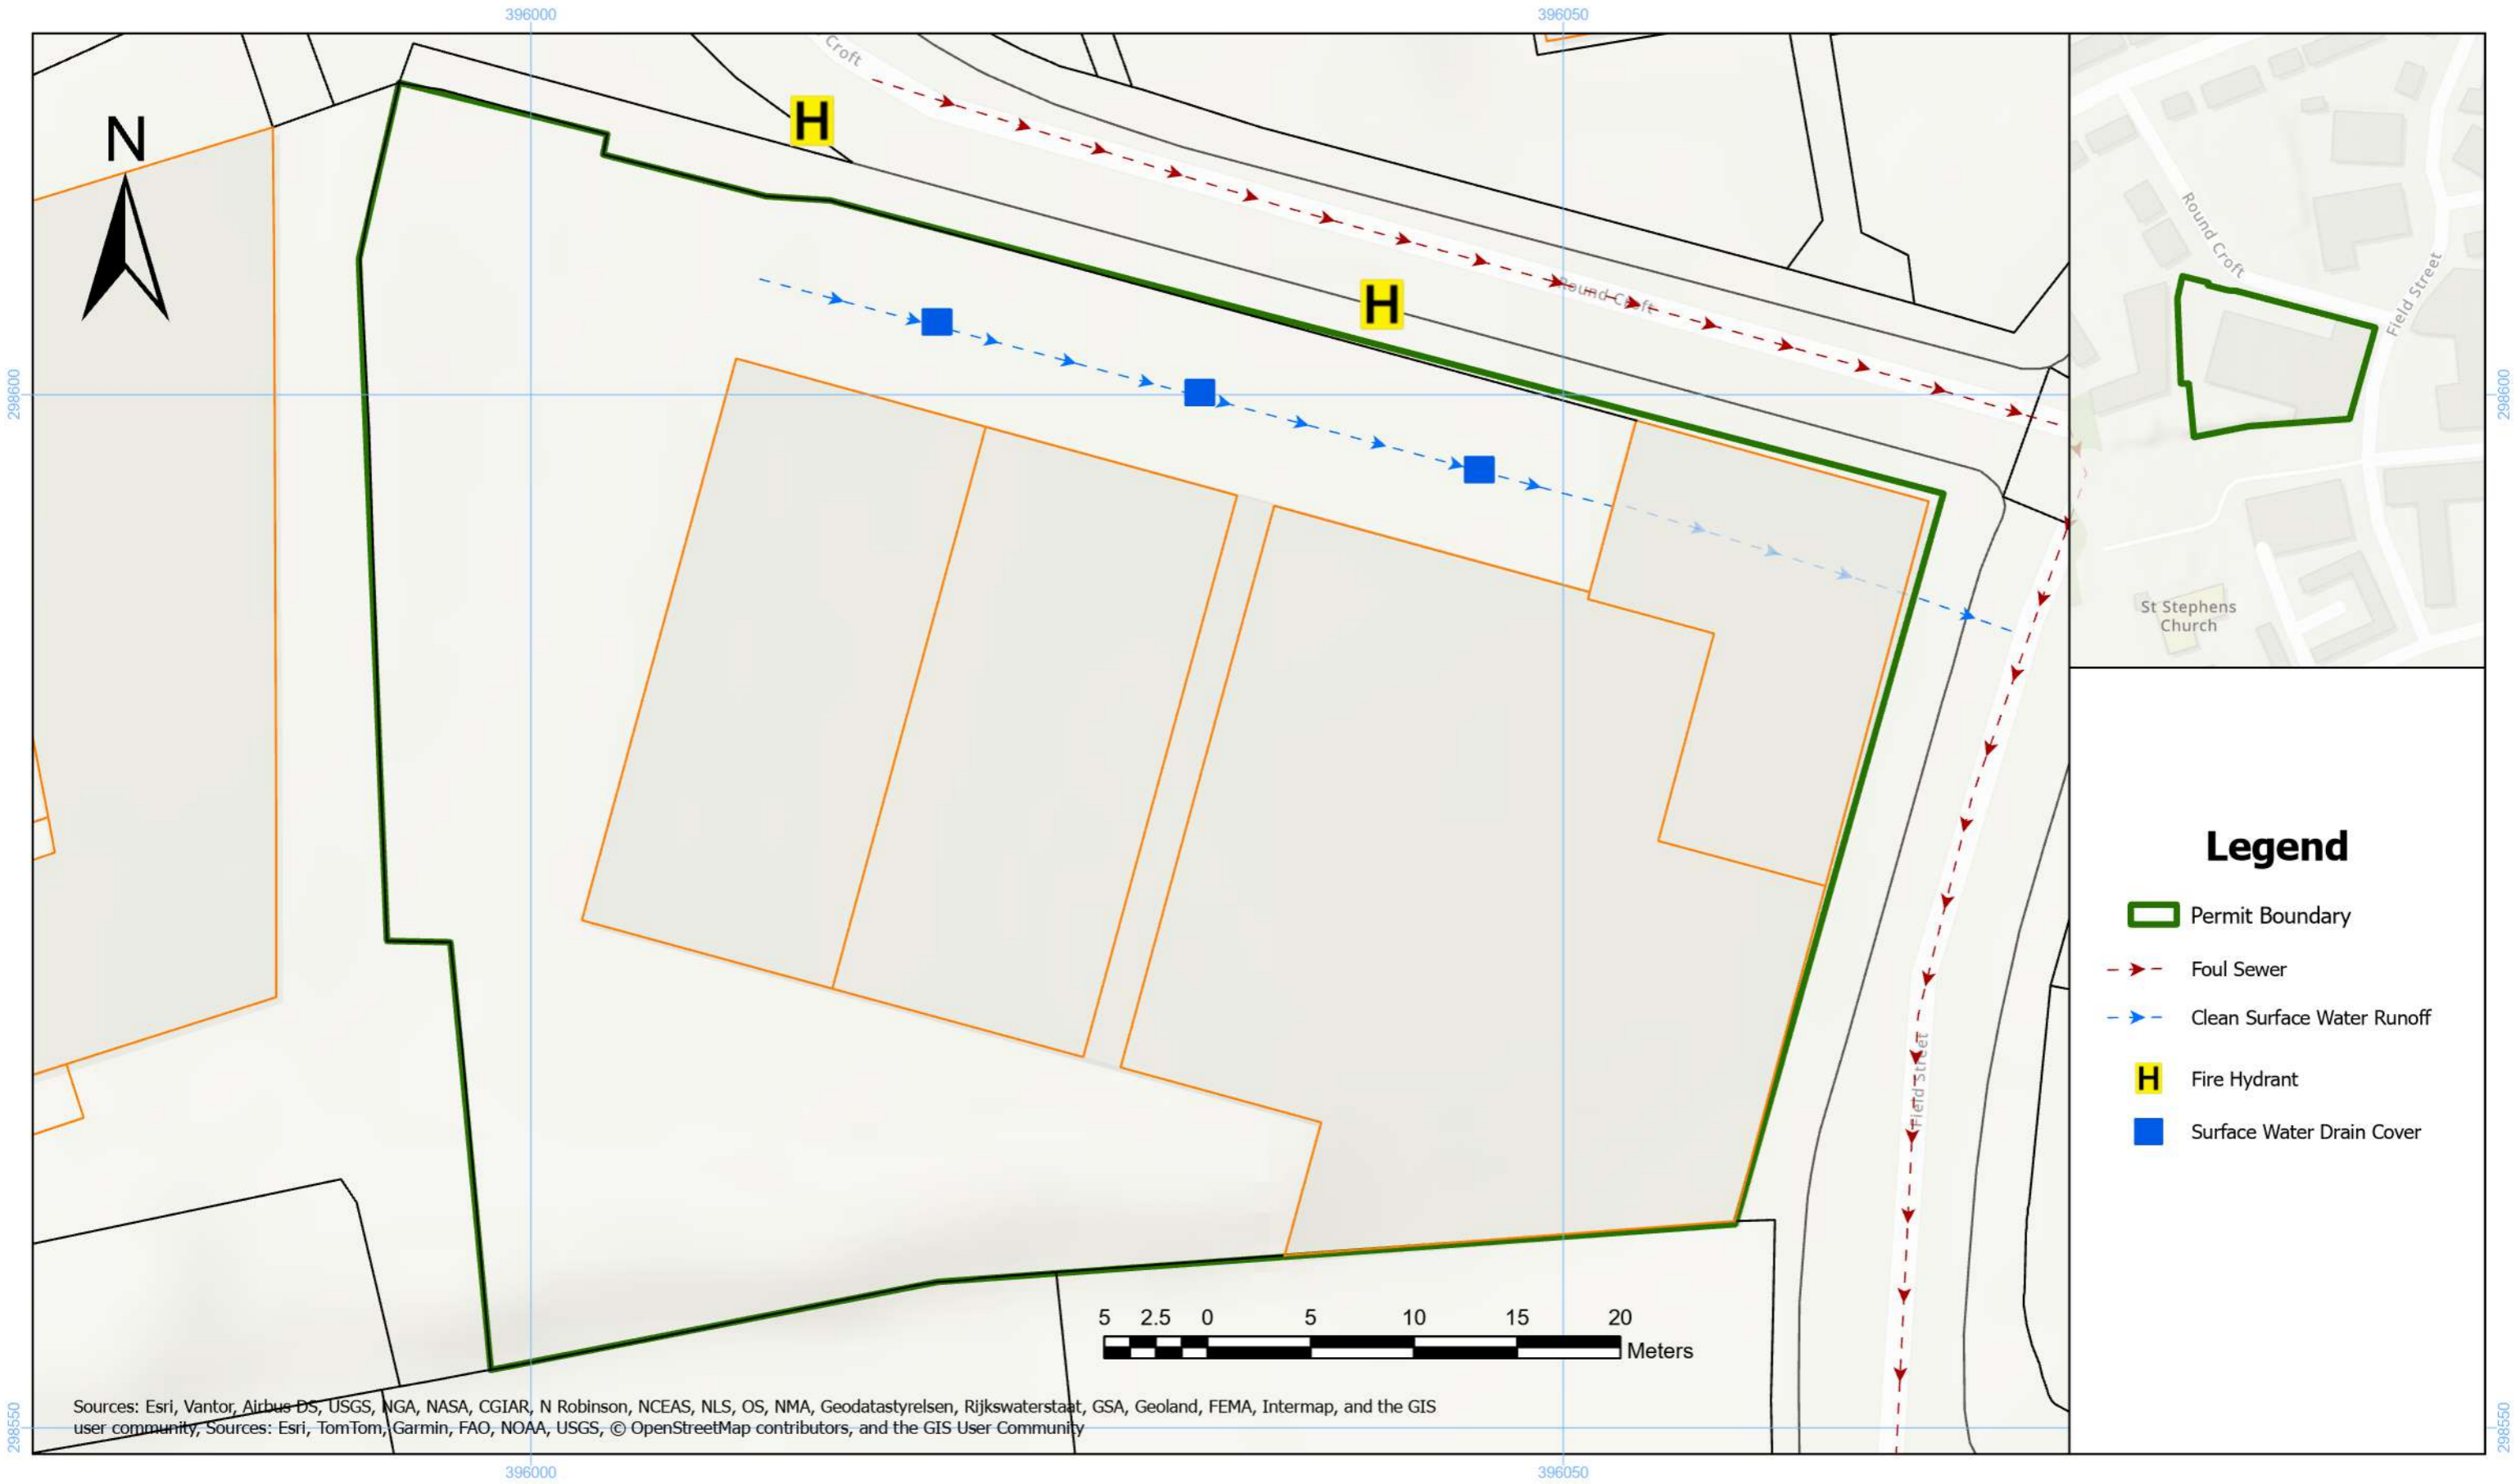 396000
396050
Croft
H
N
Round Croft
H
Round Croft
Field Street
298600
298600
St Stephens
Church
Legend
Permit Boundary
Foul Sewer
Clean Surface Water Runoff
H Fire Hydrant
Surface Water Drain Cover
Field Street
5 2.5 0 5 10 15 20
Meters
Sources: Esri, Vantor, Airbus DS, USGS, NGA, NASA, CGIAR, N Robinson, NCEAS, NLS, OS, NMA, Geodatastyrelsen, Rijkswaterstaat, GSA, Geoland, FEMA, Intermap, and the GIS
user community, Sources: Esri, TomTom, Garmin, FAO, NOAA, USGS, © OpenStreetMap contributors, and the GIS User Community
298550
298550
396000
396050